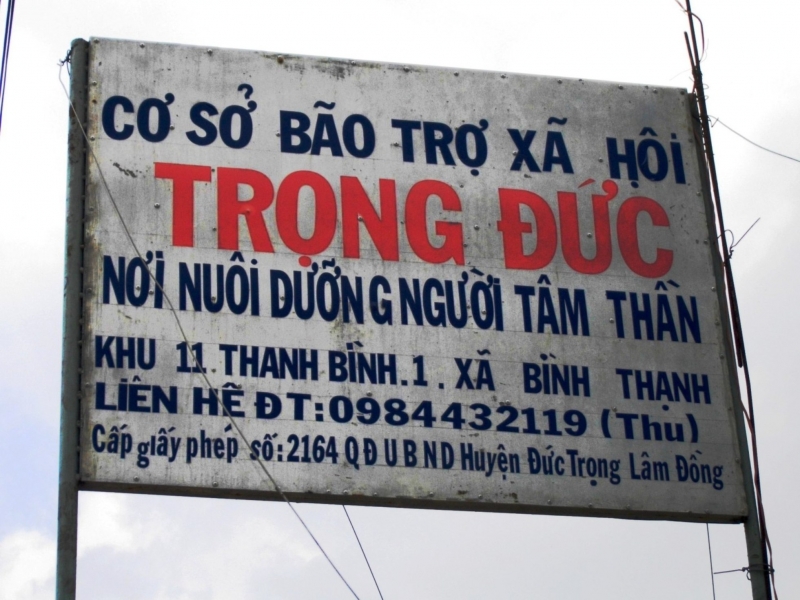 CƠ SỞ BÃO TRỢ XÃ HỘI
TRỌNG ĐỨC
NƠI NUÔI DƯỠNG NGƯỜI TÂM THẦN
KHU 11 THANH BÌNH.1. XÃ BÌNH THẠNH
LIÊN HỆ ĐT:0984432119 (Thu)
Cấp giấy phép số:2164 QĐUBND Huyện Đức Trọng Lâm Đồng